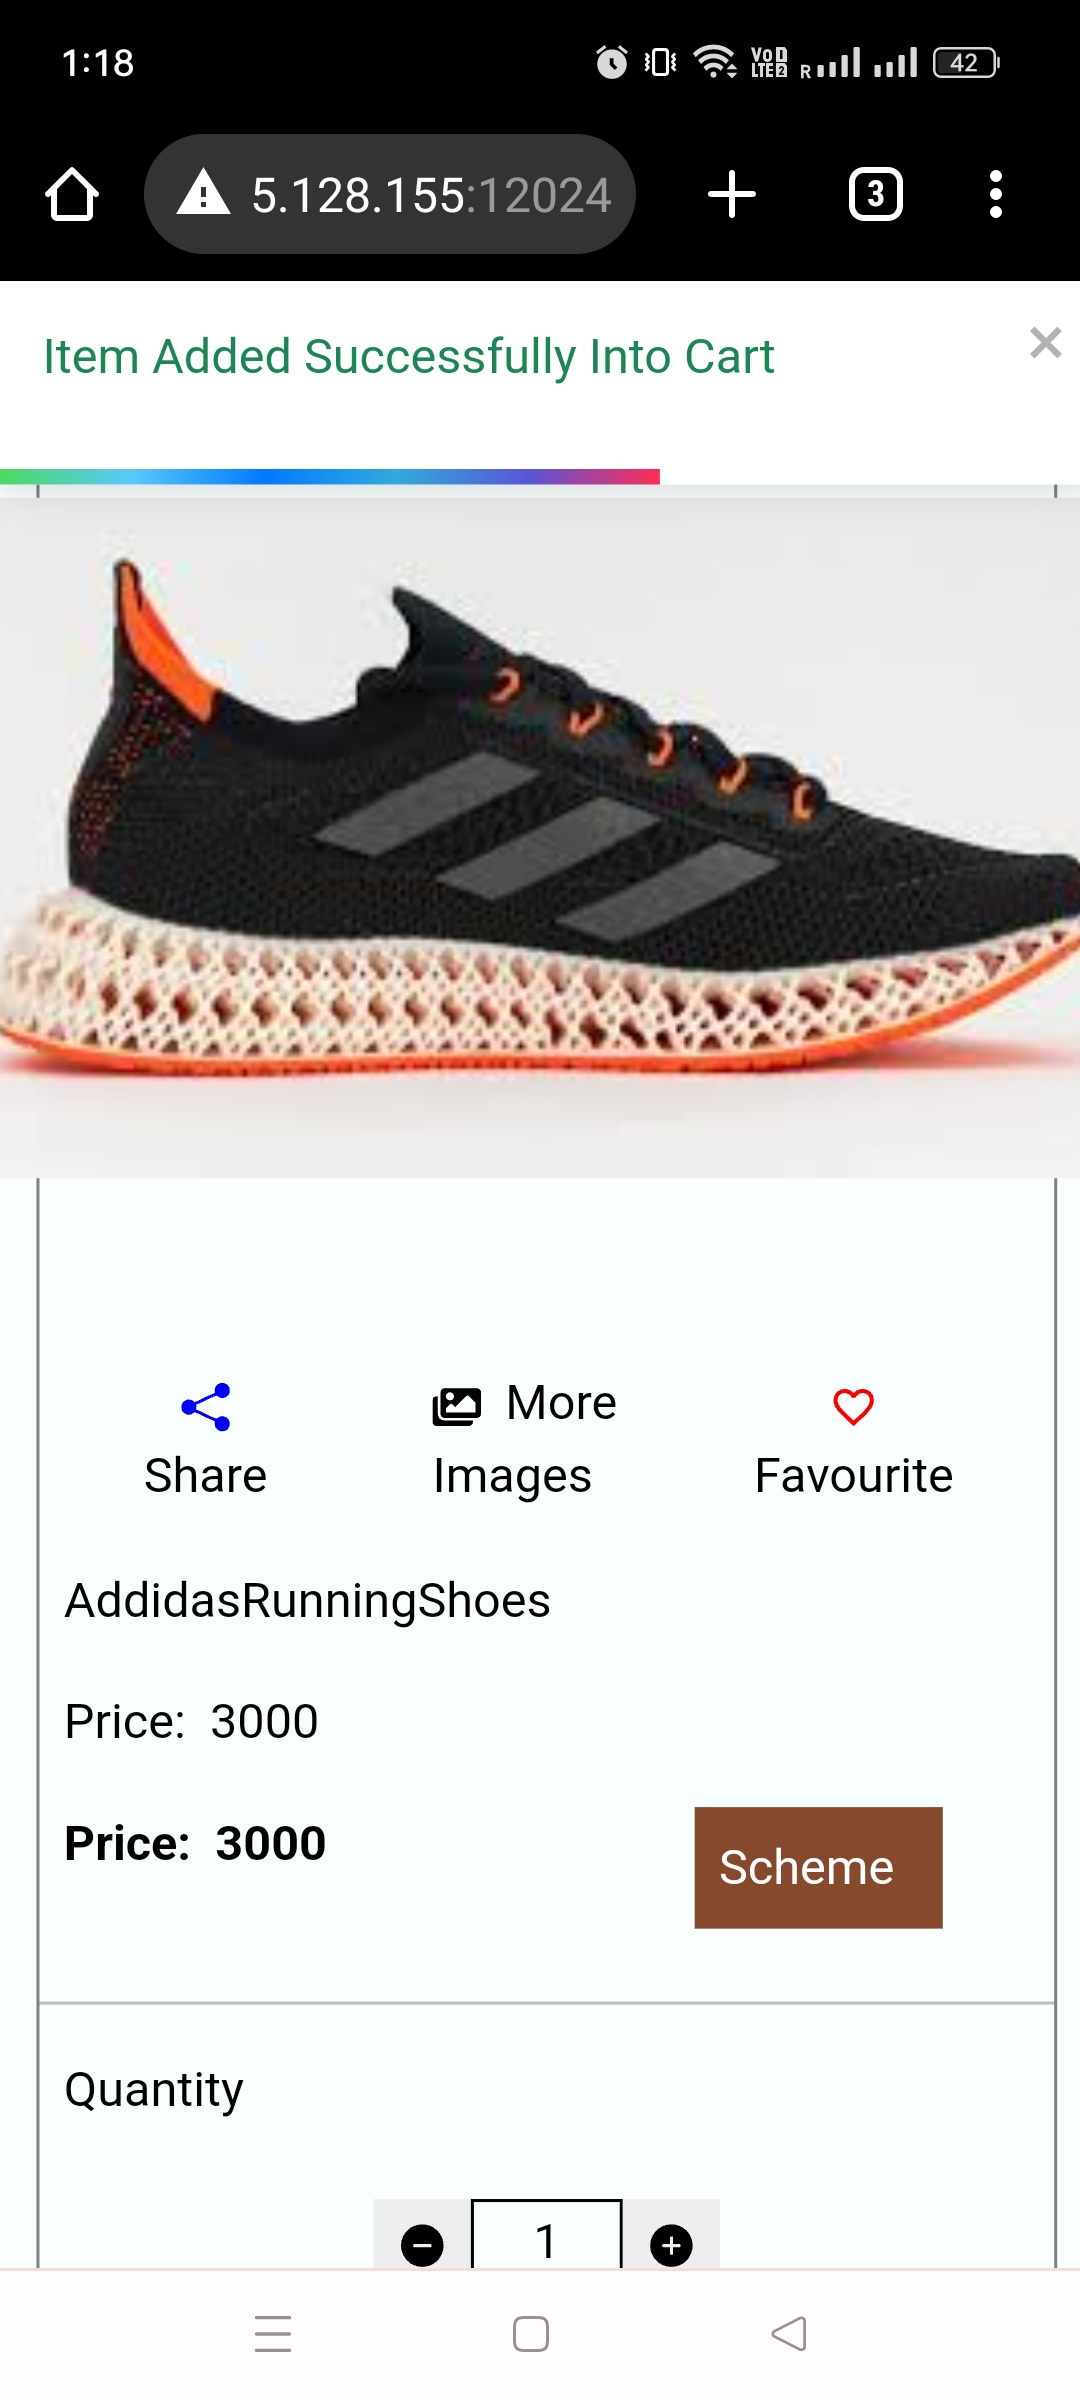 1:18
VoD LTE2 R 42
5.128.155:12024
3
Item Added Successfully Into Cart
More
Share Images Favourite
AddidasRunningShoes
Price: 3000
Price: 3000
Scheme
Quantity
1